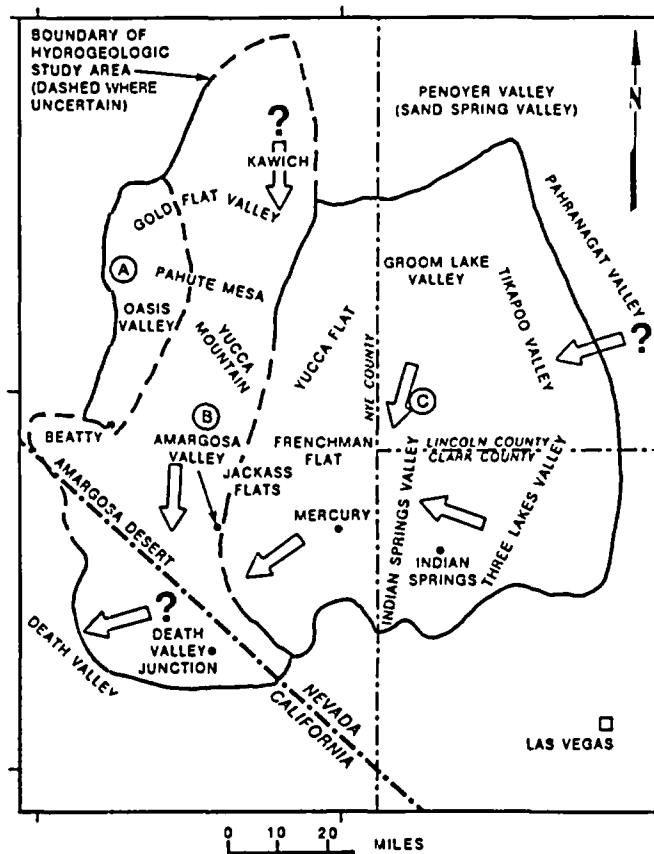 BOUNDARY OF
HYDROGEOLOGIC
STUDY AREA
(DASHED WHERE
UNCERTAIN)
PENOYER VALLEY
(SAND SPRING VALLEY)
N
?
KAWICH
GOLD FLAT VALLEY
PAHRANAGAT VALLEY
GROOM LAKE
VALLEY
A
PAHUTE MESA
TIKAPOO VALLEY
OASIS
VALLEY
YUCCA
MOUNTAIN
YUCCA FLAT
NYE COUNTY
?
B
C
BEATTY
AMARGOSA
VALLEY
FRENCHMAN
FLAT
LINCOLN COUNTY
CLARK COUNTY
JACKASS
FLATS
AMARGOSA DESERT
MERCURY
INDIAN SPRINGS VALLEY
THREE LAKES VALLEY
INDIAN
SPRINGS
?
DEATH VALLEY
DEATH
VALLEY
JUNCTION
NEVADA
CALIFORNIA
LAS VEGAS
0 10 20 MILES